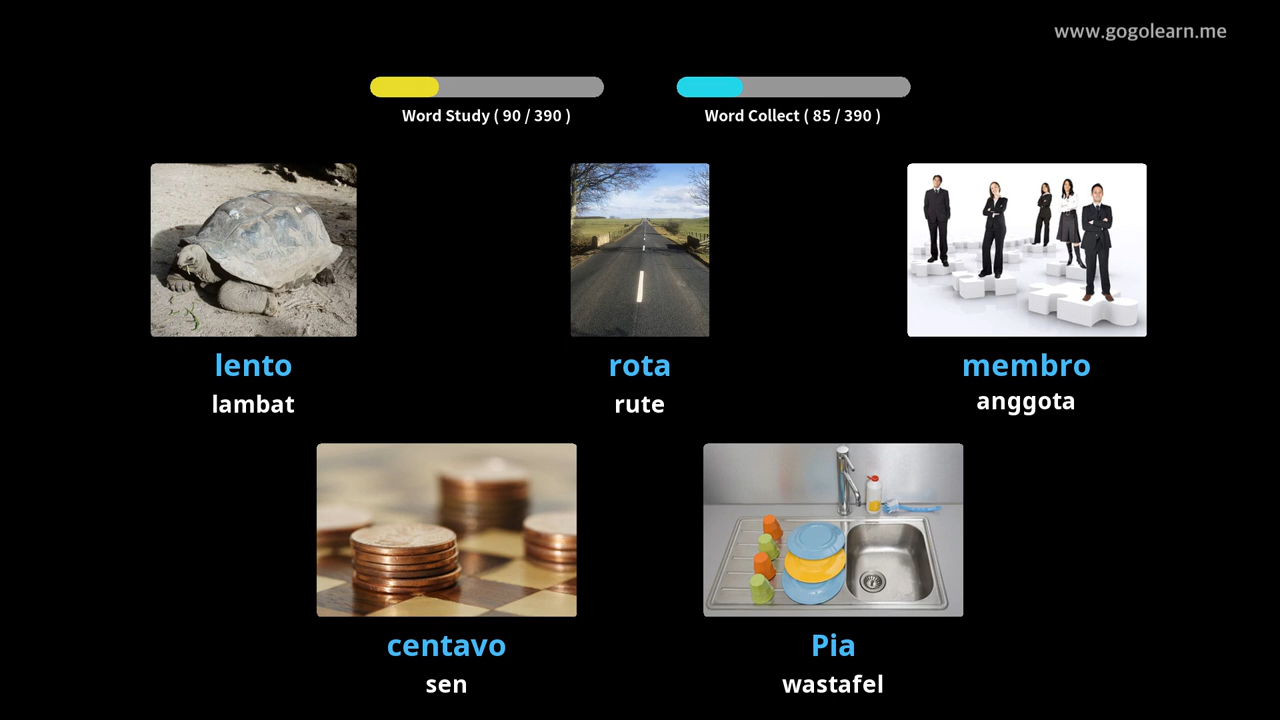 www.gogolearn.me
Word Study ( 90 / 390 )
Word Collect ( 85 / 390 )
lento
lambat
rota
rute
membro
anggota
centavo
sen
Pia
wastafel